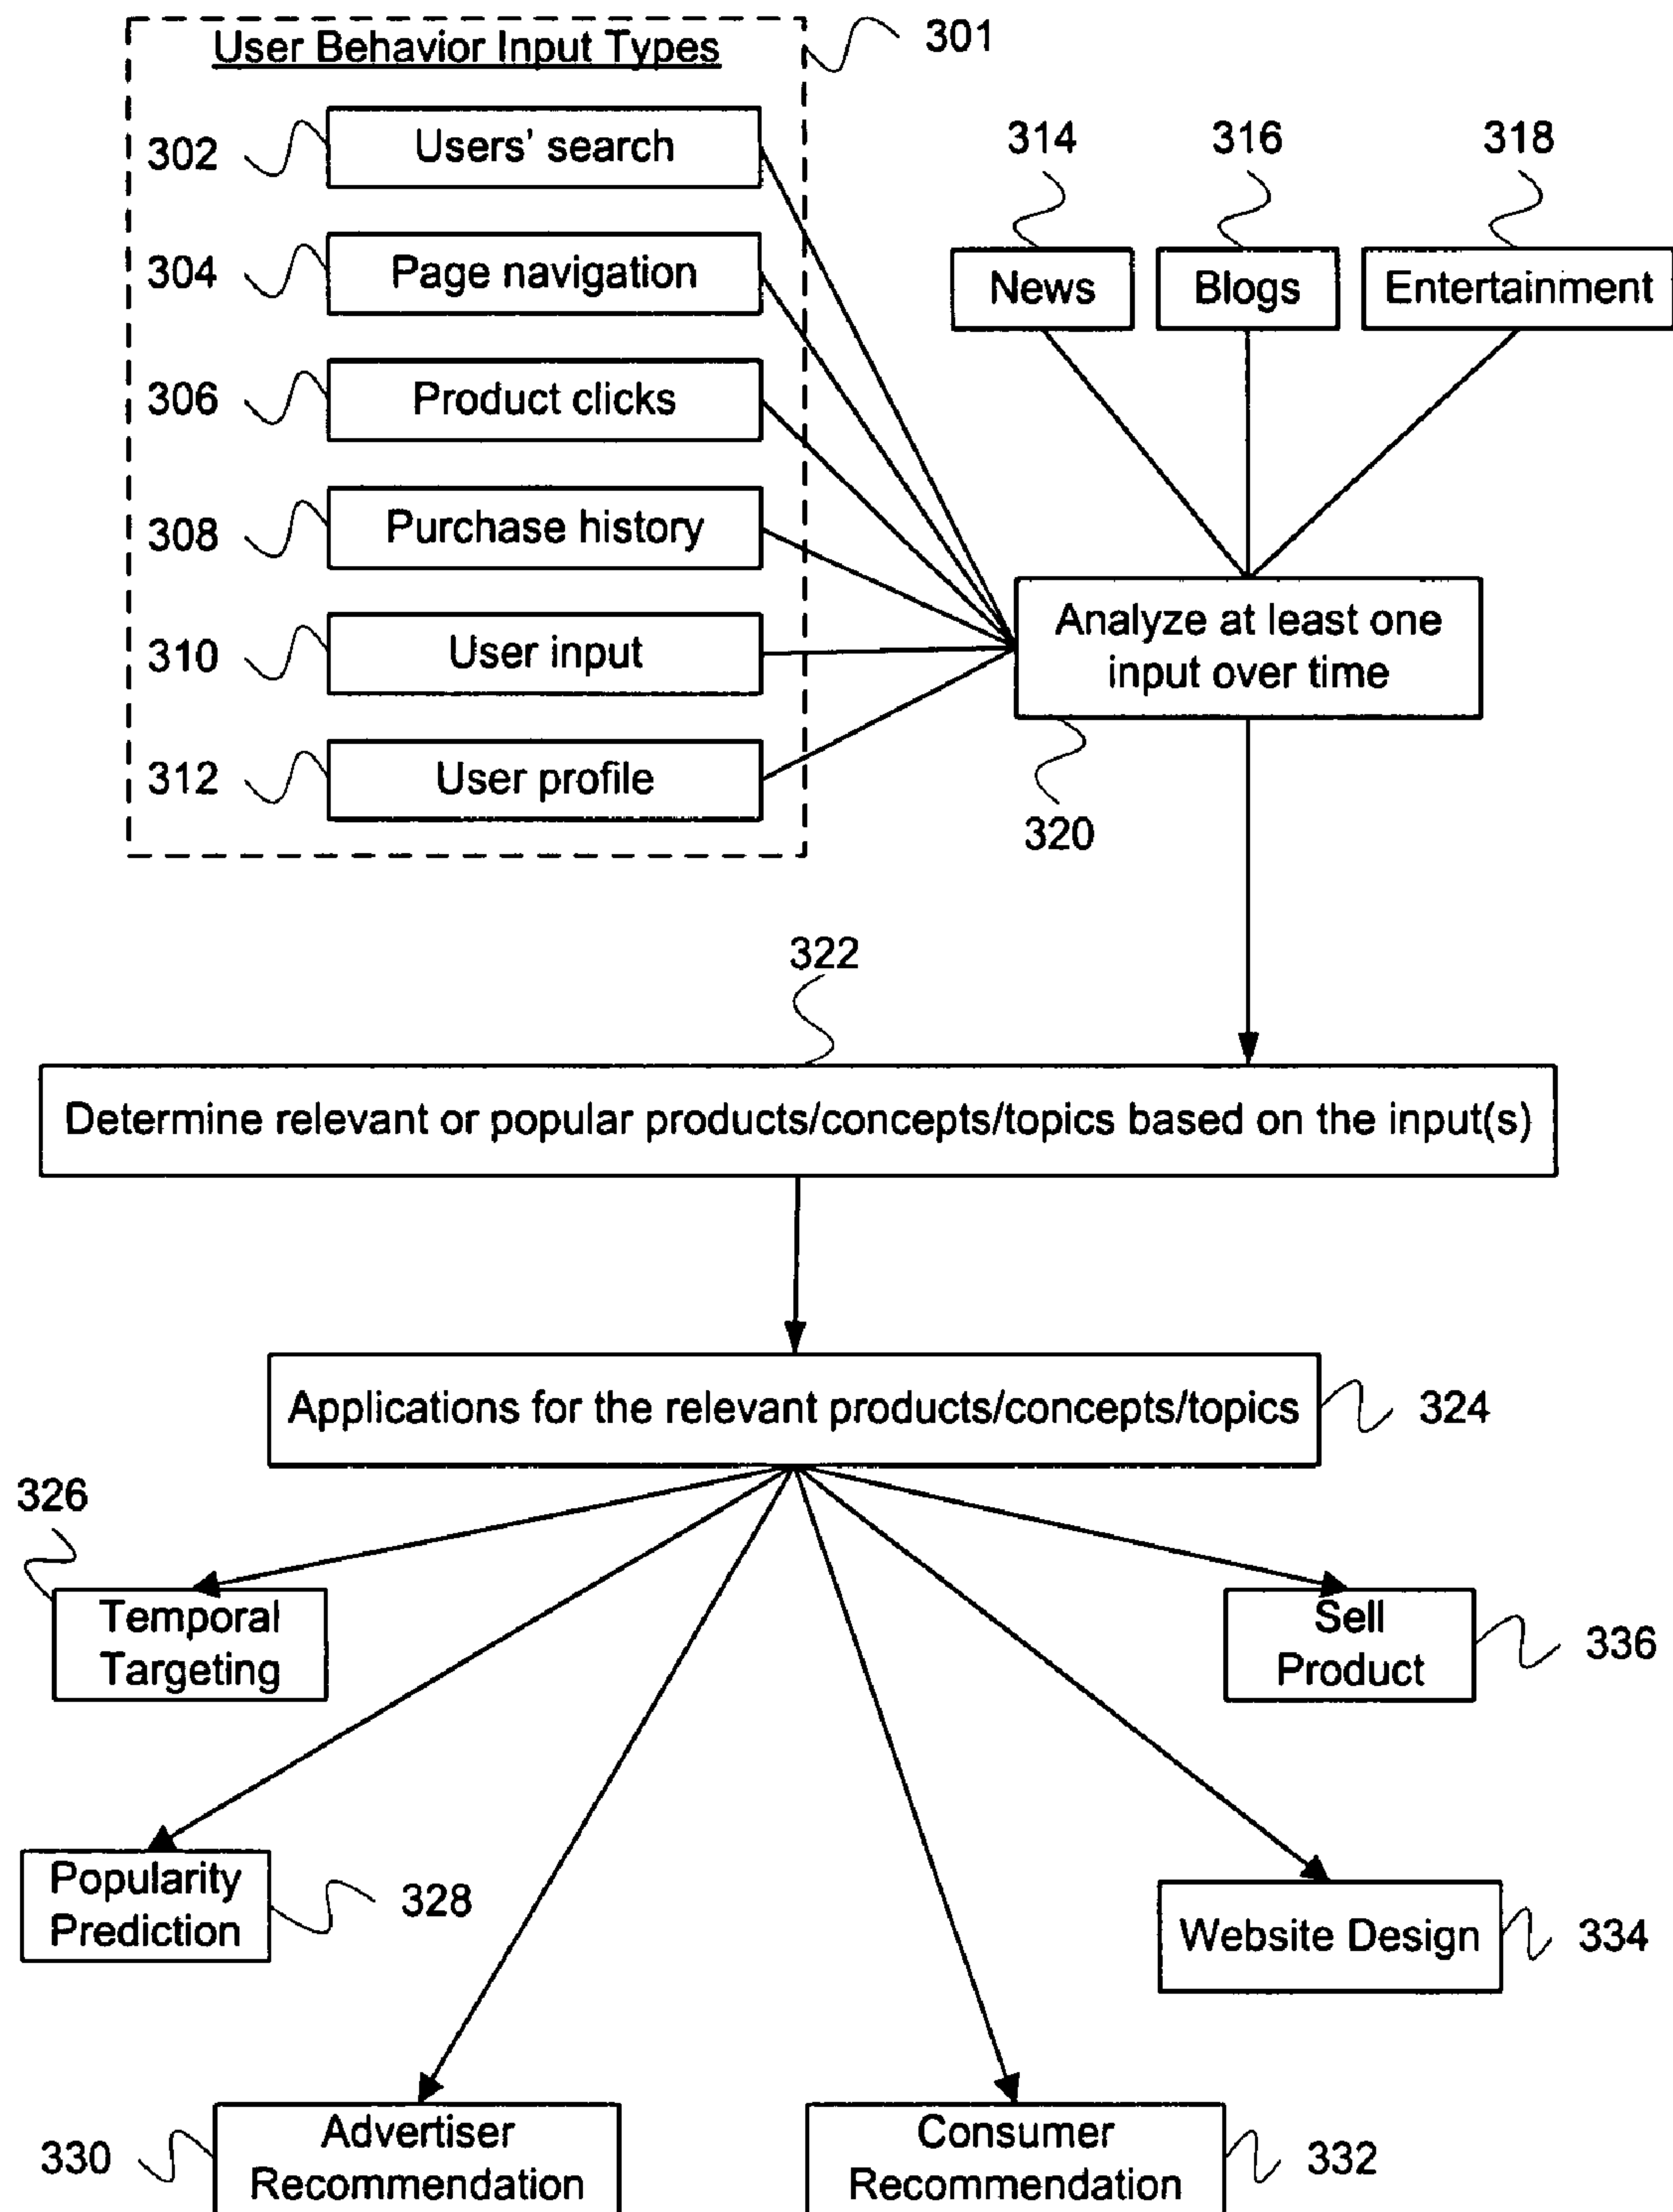 User Behavior Input Types
301
302
Users' search
304
Page navigation
306
Product clicks
308
Purchase history
310
User input
312
User profile
314
316
318
News
Blogs
Entertainment
Analyze at least one
input over time
320
322
Determine relevant or popular products/concepts/topics based on the input(s)
Applications for the relevant products/concepts/topics
324
326
Temporal
Targeting
Sell
Product
336
Popularity
Prediction
328
Website Design
334
330
Advertiser
Recommendation
Consumer
Recommendation
332